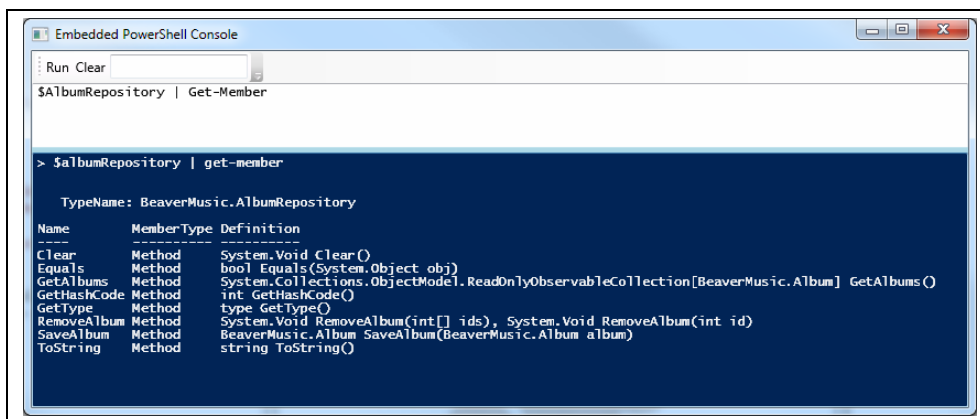 Embedded PowerShell Console
Run Clear
$AlbumRepository | Get-Member
> $albumRepository | get-member
TypeName: BeaverMusic.AlbumRepository
Name MemberType Definition
---- ---------- ----------
Clear Method System.Void Clear()
Equals Method bool Equals(System.Object obj)
GetAlbums Method System.Collections.ObjectModel.ReadOnlyObservableCollection[BeaverMusic.Album] GetAlbums()
GetHashCode Method int GetHashCode()
GetType Method type GetType()
RemoveAlbum Method System.Void RemoveAlbum(int[] ids), System.Void RemoveAlbum(int id)
SaveAlbum Method BeaverMusic.Album SaveAlbum(BeaverMusic.Album album)
ToString Method string ToString()